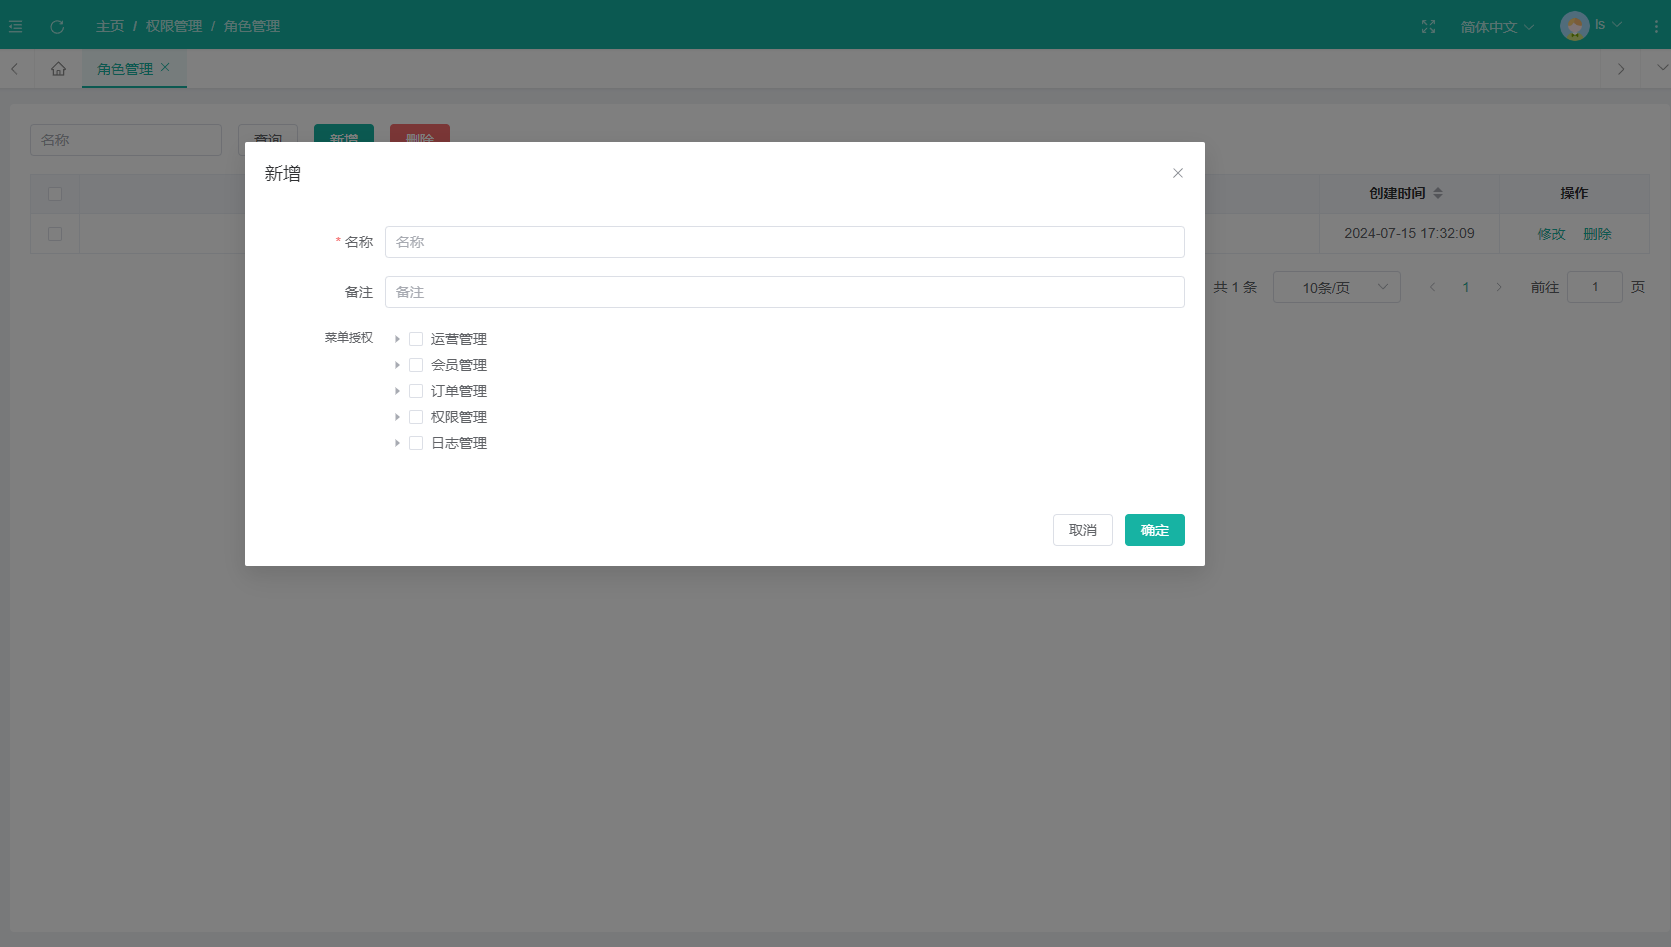 主页 / 权限管理 / 角色管理
简体中文
ls
角色管理
名称
查询
新增
删除
创建时间
操作
2024-07-15 17:32:09
修改
删除
共 1 条
10条/页
1
前往
1
页
新增
* 名称
名称
备注
备注
菜单授权
运营管理
会员管理
订单管理
权限管理
日志管理
取消
确定